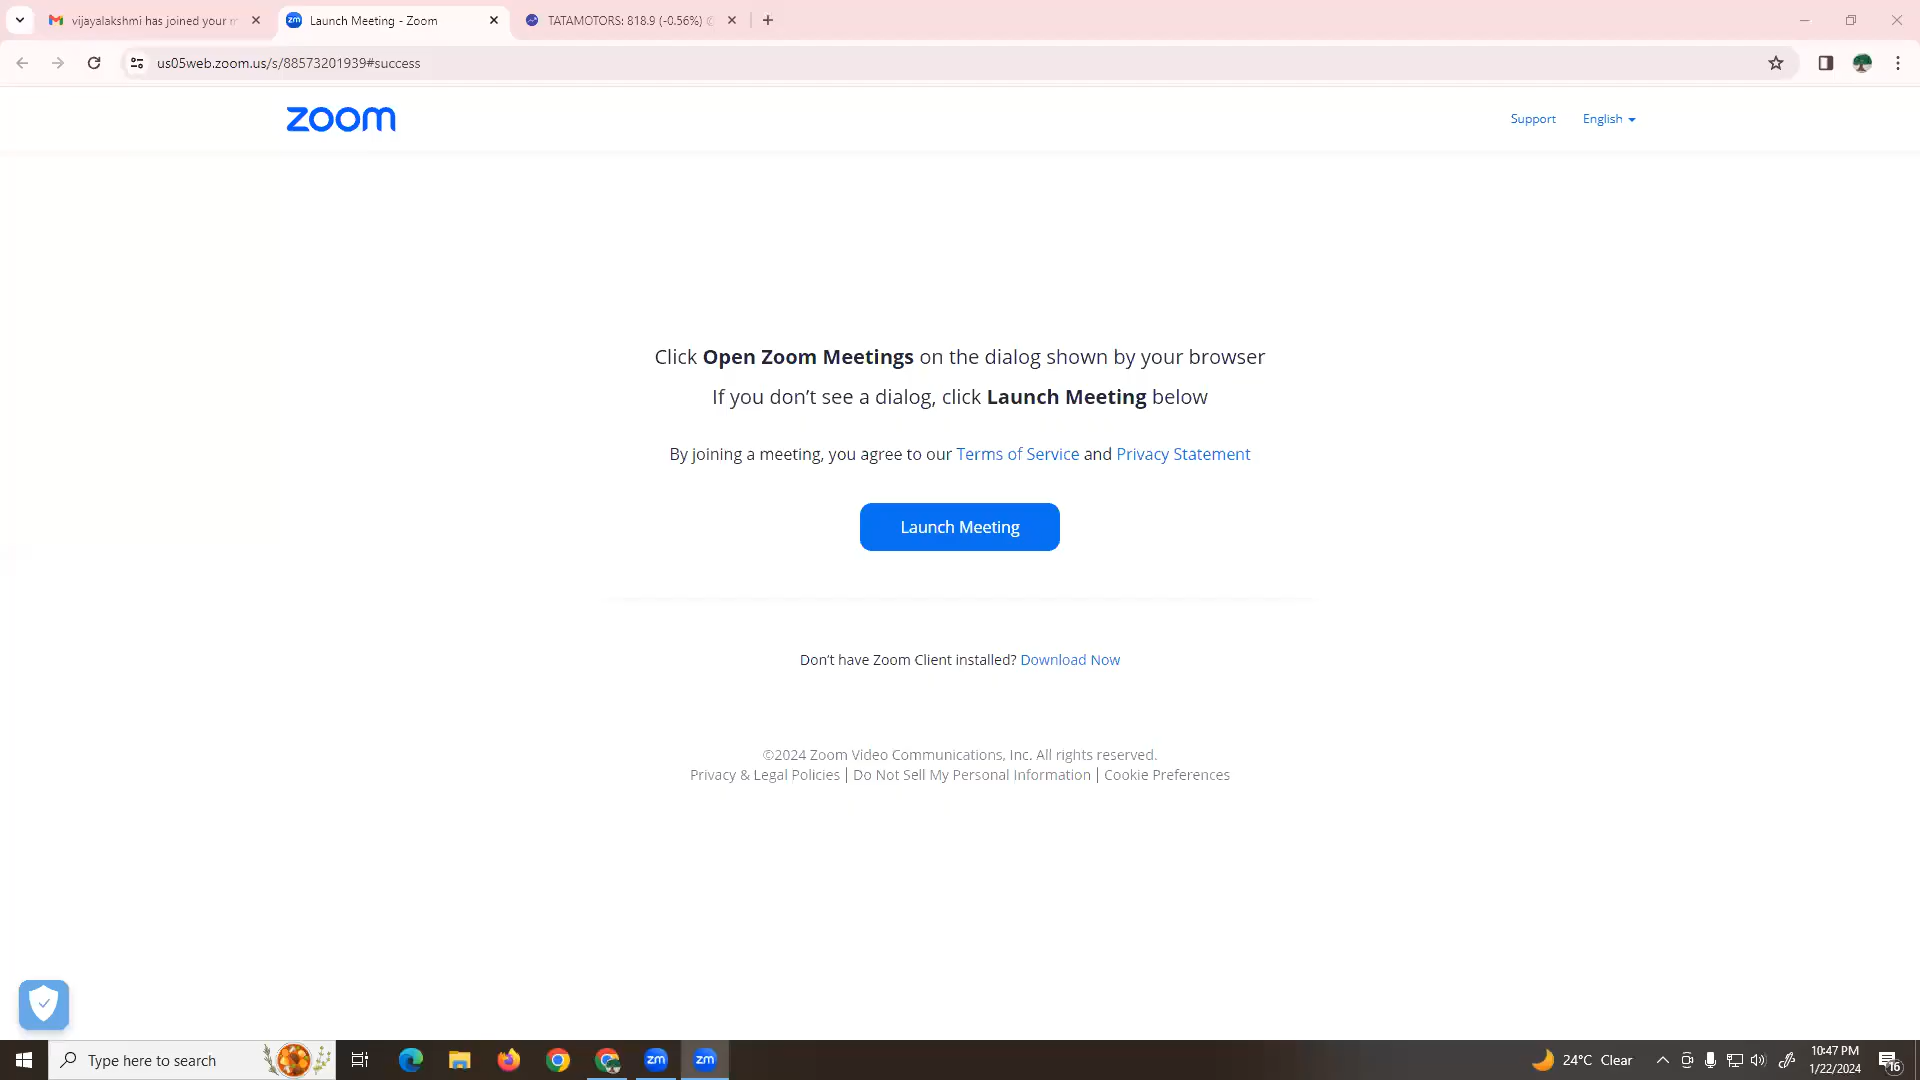 vijayalakshmi has joined your m
Launch Meeting - Zoom
TATAMOTORS: 818.9 (-0.56%)
us05web.zoom.us/s/88573201939#success
zoom
Support
English
Click Open Zoom Meetings on the dialog shown by your browser
If you don’t see a dialog, click Launch Meeting below
By joining a meeting, you agree to our Terms of Service and Privacy Statement
Launch Meeting
Don’t have Zoom Client installed? Download Now
©2024 Zoom Video Communications, Inc. All rights reserved.
Privacy & Legal Policies | Do Not Sell My Personal Information | Cookie Preferences
Type here to search
zm
zm
24°C Clear
10:47 PM
1/22/2024
16